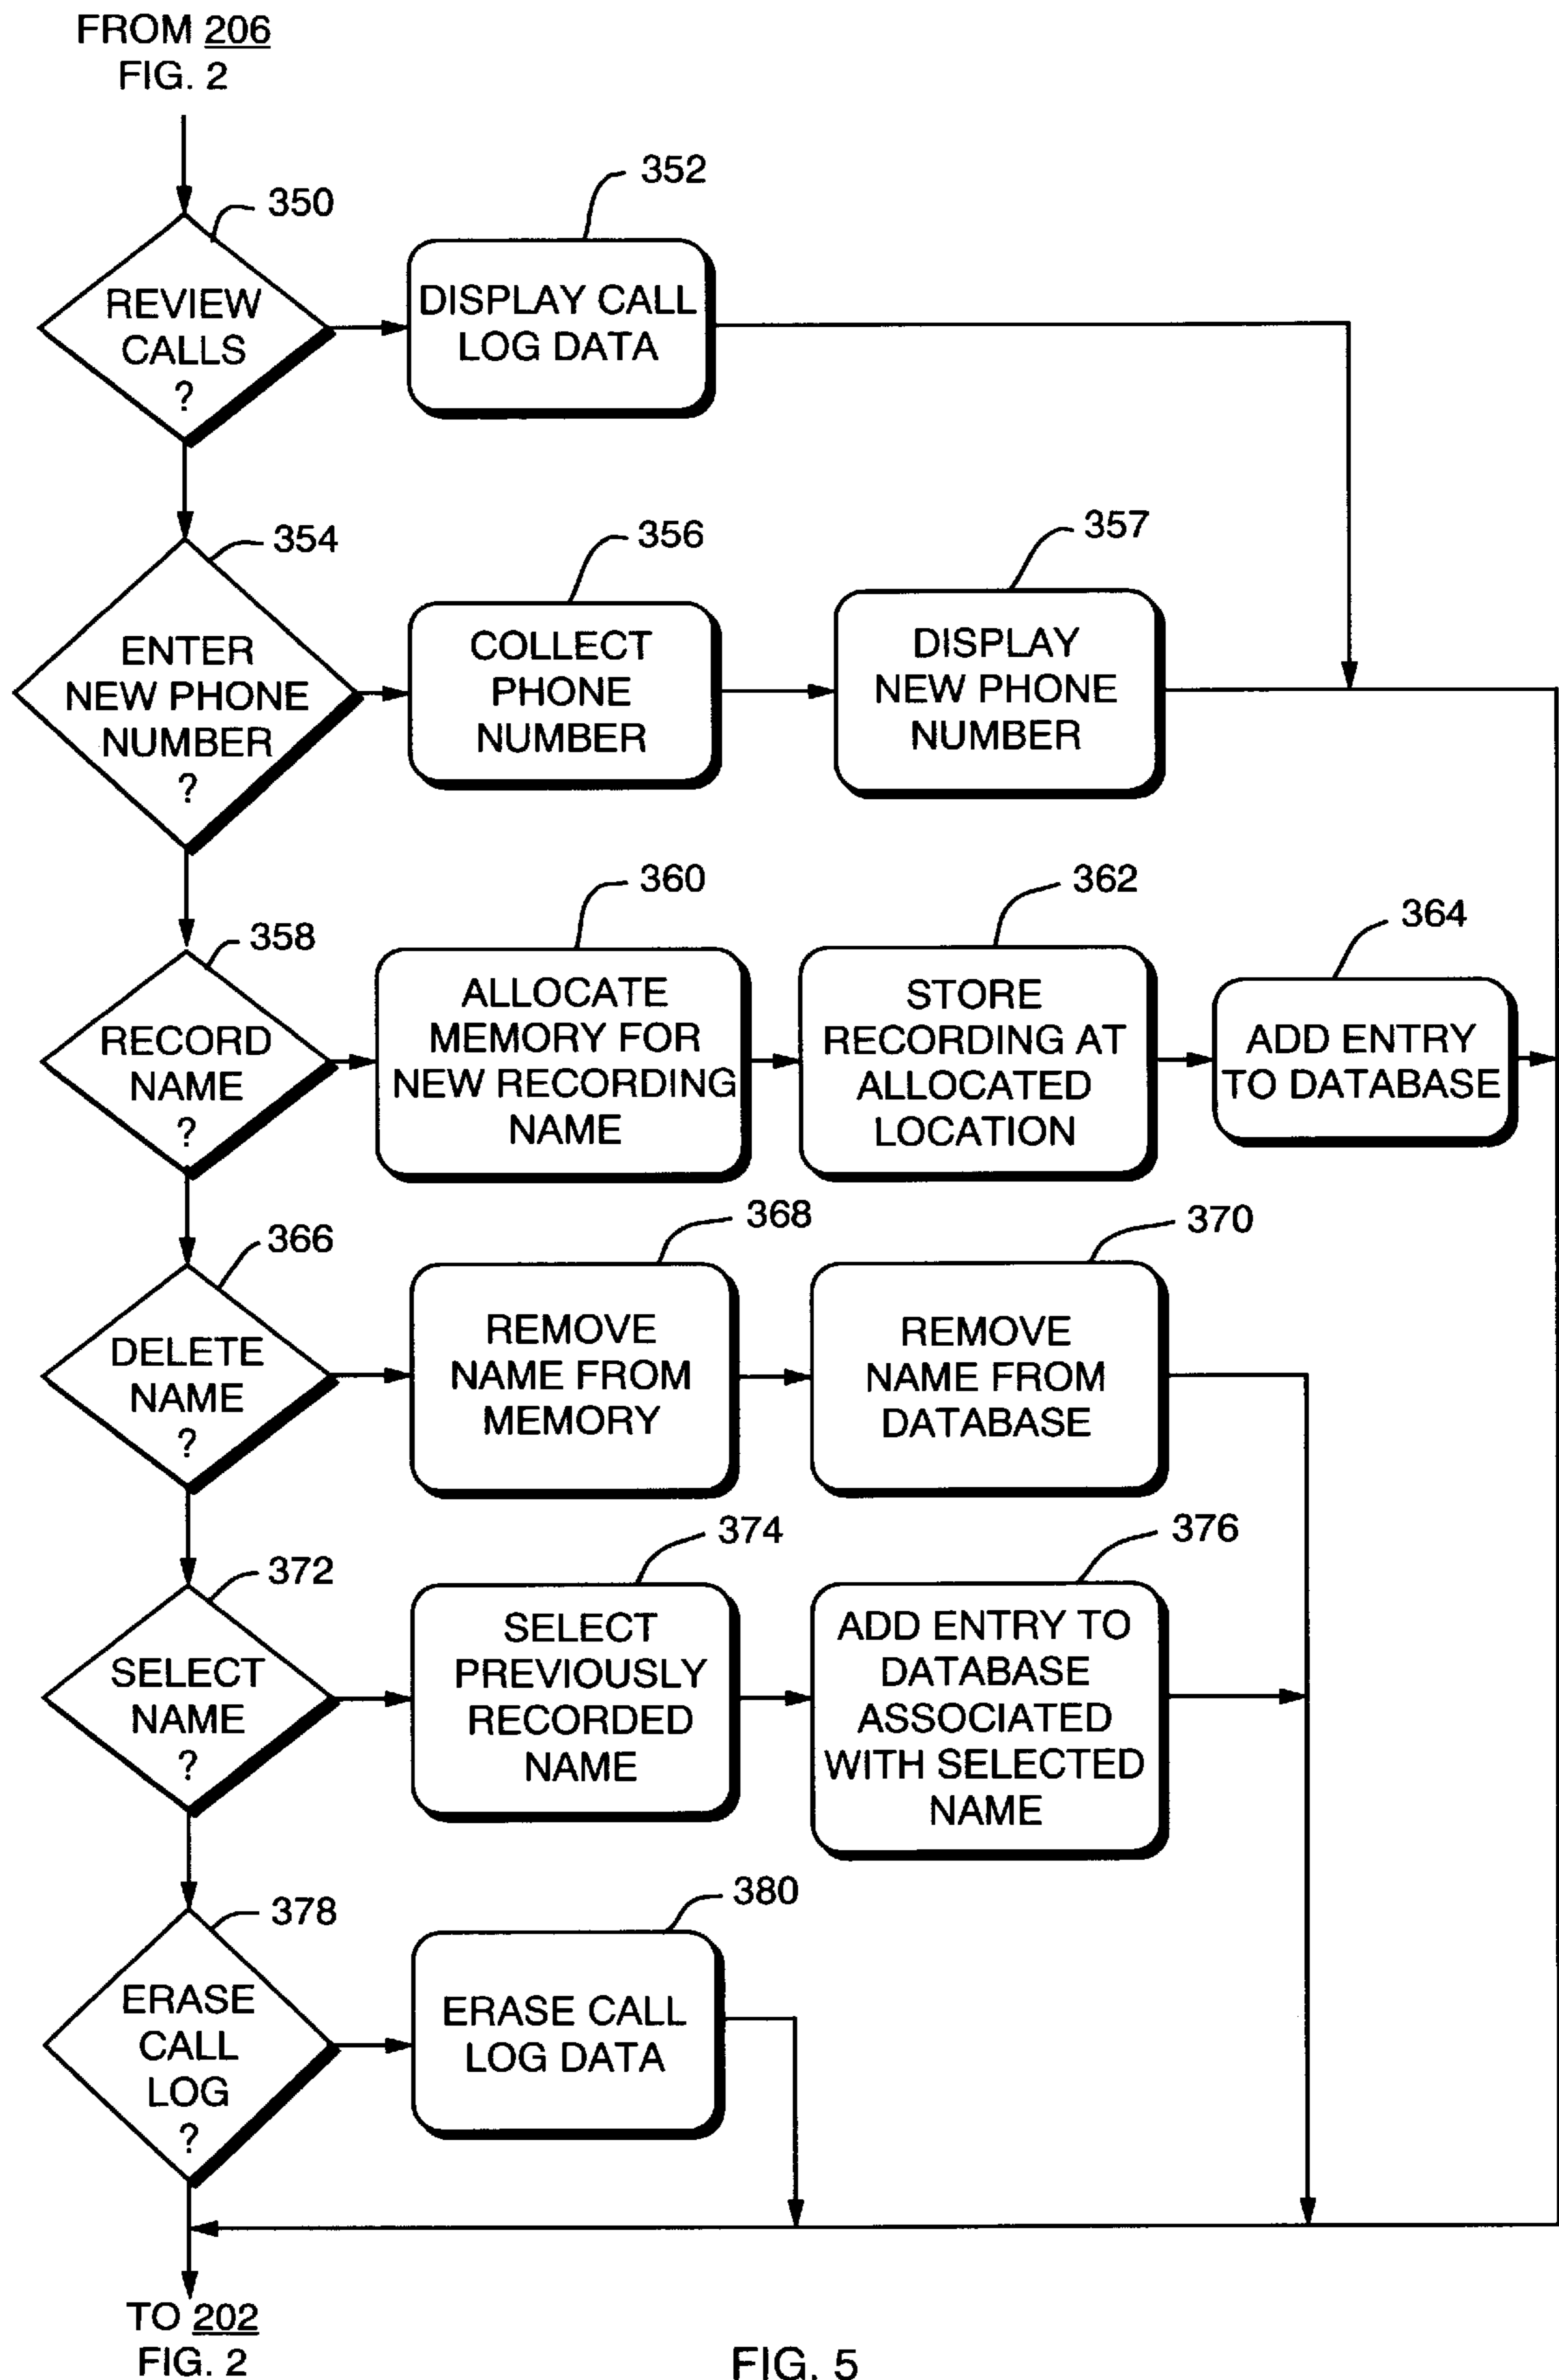 FROM 206
FIG. 2
350
REVIEW
CALLS
?
352
DISPLAY CALL
LOG DATA
354
ENTER
NEW PHONE
NUMBER
?
356
COLLECT
PHONE
NUMBER
357
DISPLAY
NEW PHONE
NUMBER
358
RECORD
NAME
?
360
ALLOCATE
MEMORY FOR
NEW RECORDING
NAME
362
STORE
RECORDING AT
ALLOCATED
LOCATION
364
ADD ENTRY
TO DATABASE
366
DELETE
NAME
?
368
REMOVE
NAME FROM
MEMORY
370
REMOVE
NAME FROM
DATABASE
372
SELECT
NAME
?
374
SELECT
PREVIOUSLY
RECORDED
NAME
376
ADD ENTRY TO
DATABASE
ASSOCIATED
WITH SELECTED
NAME
378
ERASE
CALL
LOG
?
380
ERASE CALL
LOG DATA
TO 202
FIG. 2
FIG. 5